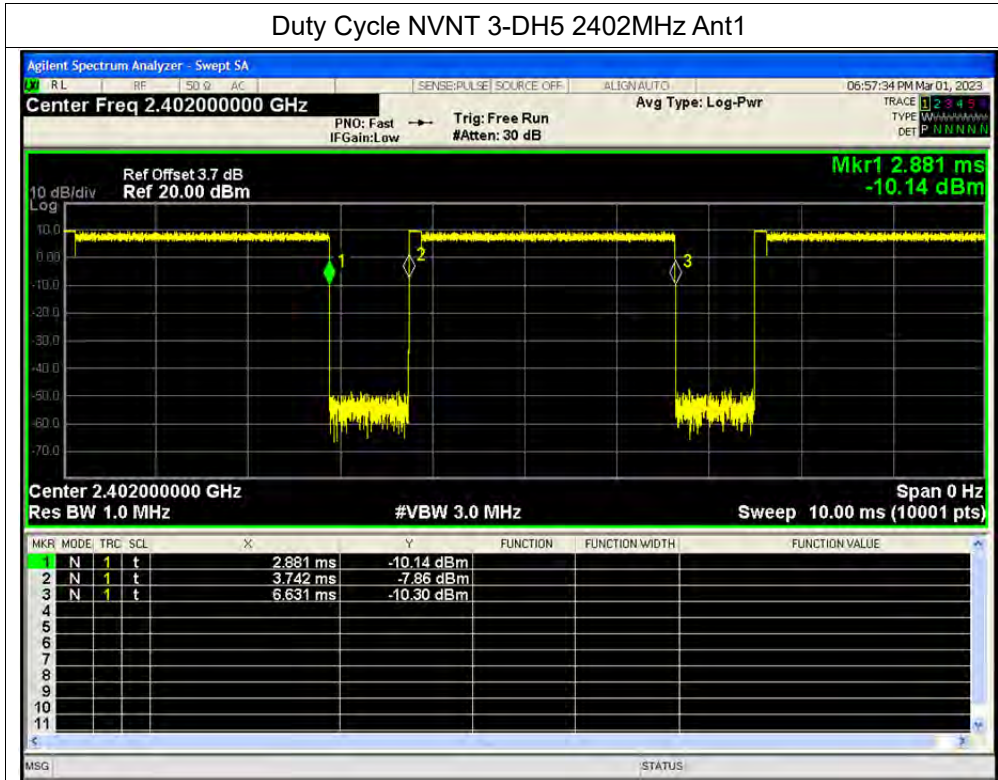 Duty Cycle NVNT 3-DH5 2402MHz Ant1
Agilent Spectrum Analyzer - Swept SA
RL RF 50 Ω AC SENSE:PULSE SOURCE OFF ALIGNAUTO 06:57:34 PM Mar 01, 2023
Center Freq 2.402000000 GHz Avg Type: Log-Pwr TRACE 1 2 3 4 5 6
PNO: Fast Trig: Free Run TYPE W
IFGain:Low #Atten: 30 dB DET P N N N N N
Mkr1 2.881 ms
Ref Offset 3.7 dB
10 dB/div Ref 20.00 dBm -10.14 dBm
Log
10.0
0.00
-10.0
-20.0
-30.0
-40.0
-50.0
-60.0
-70.0
1
2
3
Center 2.402000000 GHz Span 0 Hz
Res BW 1.0 MHz #VBW 3.0 MHz Sweep 10.00 ms (10001 pts)
MKR MODE TRC SCL X Y FUNCTION FUNCTION WIDTH FUNCTION VALUE
1 N 1 t 2.881 ms -10.14 dBm
2 N 1 t 3.742 ms -7.86 dBm
3 N 1 t 6.631 ms -10.30 dBm
4
5
6
7
8
9
10
11
MSG STATUS